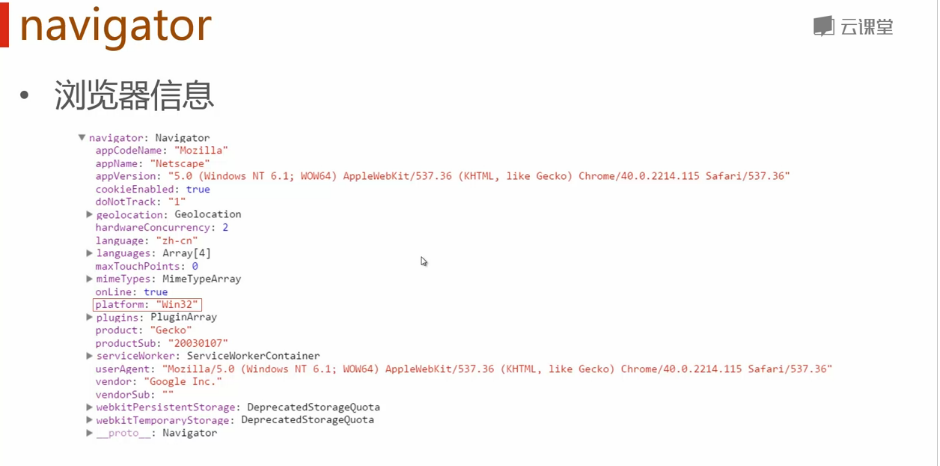 navigator
云课堂
• 浏览器信息
▼ navigator: Navigator
appCodeName: "Mozilla"
appName: "Netscape"
appVersion: "5.0 (Windows NT 6.1; WOW64) AppleWebKit/537.36 (KHTML, like Gecko) Chrome/40.0.2214.115 Safari/537.36"
cookieEnabled: true
doNotTrack: "1"
▶ geolocation: Geolocation
hardwareConcurrency: 2
language: "zh-cn"
▶ languages: Array[4]
maxTouchPoints: 0
▶ mimeTypes: MimeTypeArray
onLine: true
platform: "Win32"
▶ plugins: PluginArray
product: "Gecko"
productSub: "20030107"
▶ serviceWorker: ServiceWorkerContainer
userAgent: "Mozilla/5.0 (Windows NT 6.1; WOW64) AppleWebKit/537.36 (KHTML, like Gecko) Chrome/40.0.2214.115 Safari/537.36"
vendor: "Google Inc."
vendorSub: ""
▶ webkitPersistentStorage: DeprecatedStorageQuota
▶ webkitTemporaryStorage: DeprecatedStorageQuota
▶ __proto__: Navigator